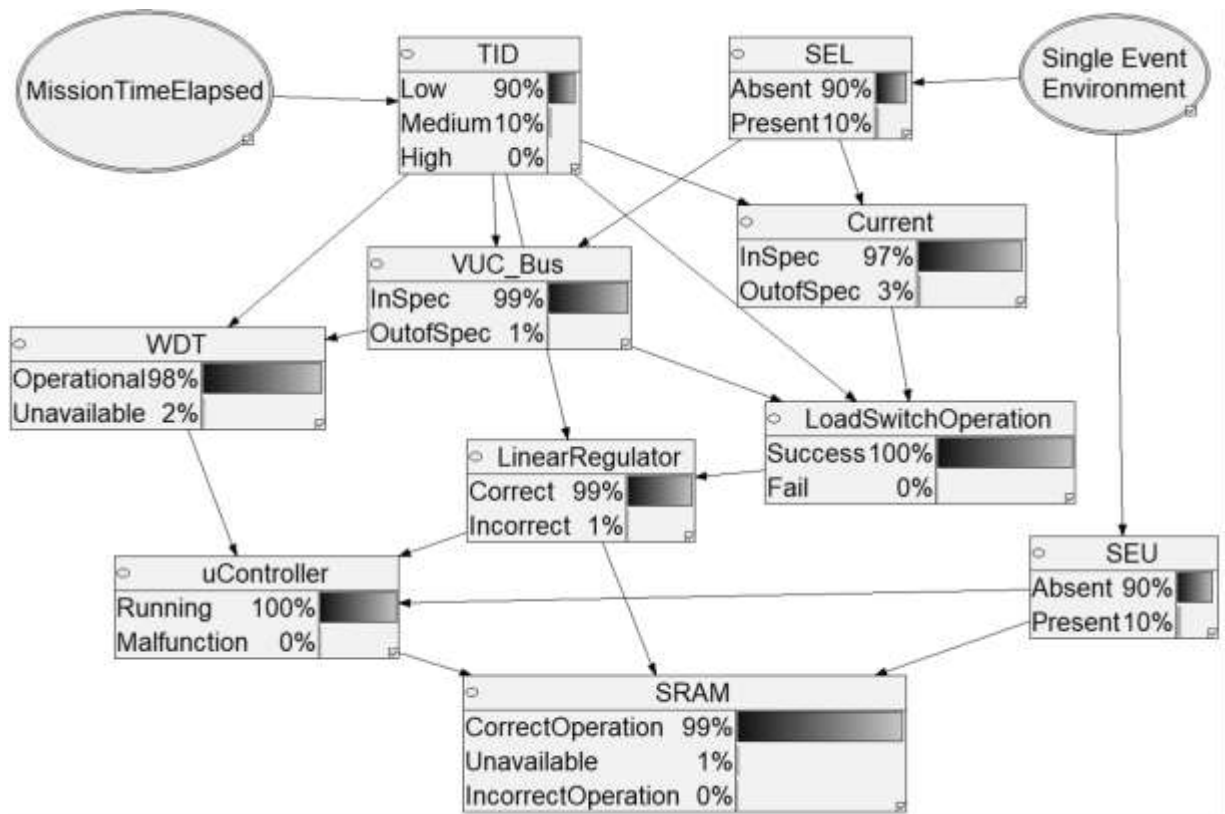 MissionTimeElapsed
TID
Low 90%
Medium 10%
High 0%
SEL
Absent 90%
Present 10%
Single Event
Environment
Current
InSpec 97%
OutofSpec 3%
VUC_Bus
InSpec 99%
OutofSpec 1%
WDT
Operational 98%
Unavailable 2%
LoadSwitchOperation
Success 100%
Fail 0%
LinearRegulator
Correct 99%
Incorrect 1%
uController
Running 100%
Malfunction 0%
SEU
Absent 90%
Present 10%
SRAM
CorrectOperation 99%
Unavailable 1%
IncorrectOperation 0%